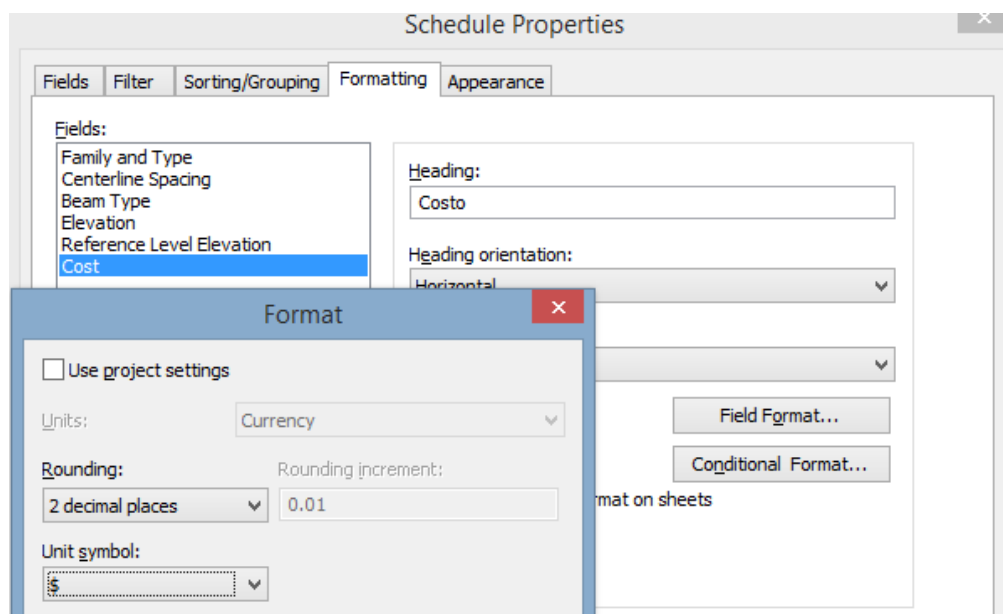 Schedule Properties
Fields Filter Sorting/Grouping Formatting Appearance
Fields:
Family and Type
Centerline Spacing
Beam Type
Elevation
Reference Level Elevation
Cost
Heading:
Costo
Heading orientation:
Horizontal
Field Format...
Conditional Format...
rmat on sheets
Format
Use project settings
Units: Currency
Rounding: Rounding increment:
2 decimal places 0.01
Unit symbol:
$